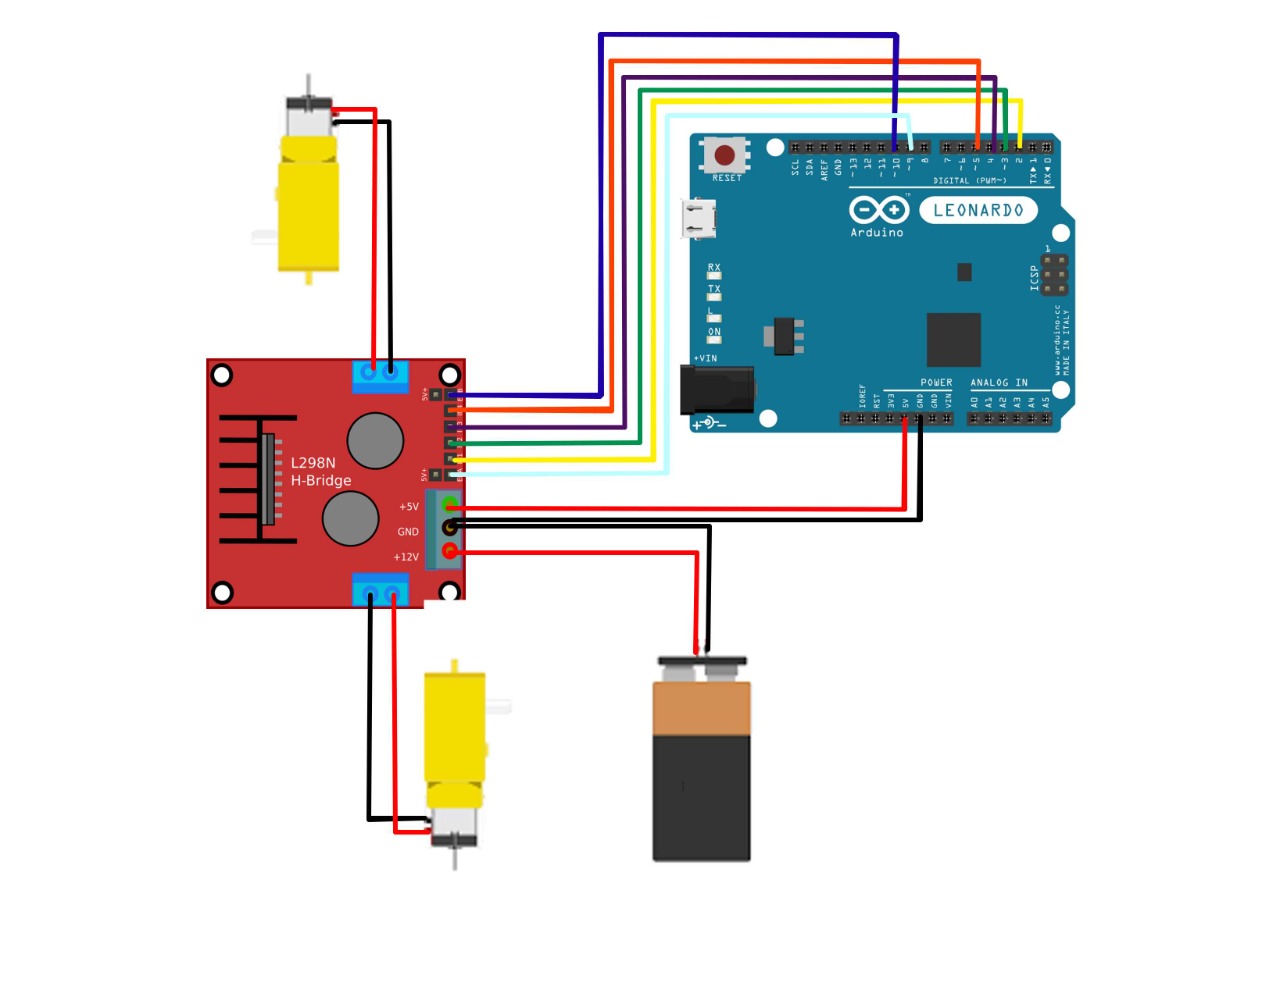 RESET
SCL
SDA
AREF
GND
~13
12
~11
~10
~9
8
7
~6
~5
4
~3
2
TX▶1
RX◀0
DIGITAL (PWM~)
Arduino
LEONARDO
TM
1
ICSP
RX
TX
L
ON
+VIN
www.arduino.cc
MADE IN ITALY
POWER
ANALOG IN
IOREF
RST
3V3
5V
GND
GND
VIN
A0
A1
A2
A3
A4
A5
5V+
5V+
L298N
H-Bridge
+5V
GND
+12V